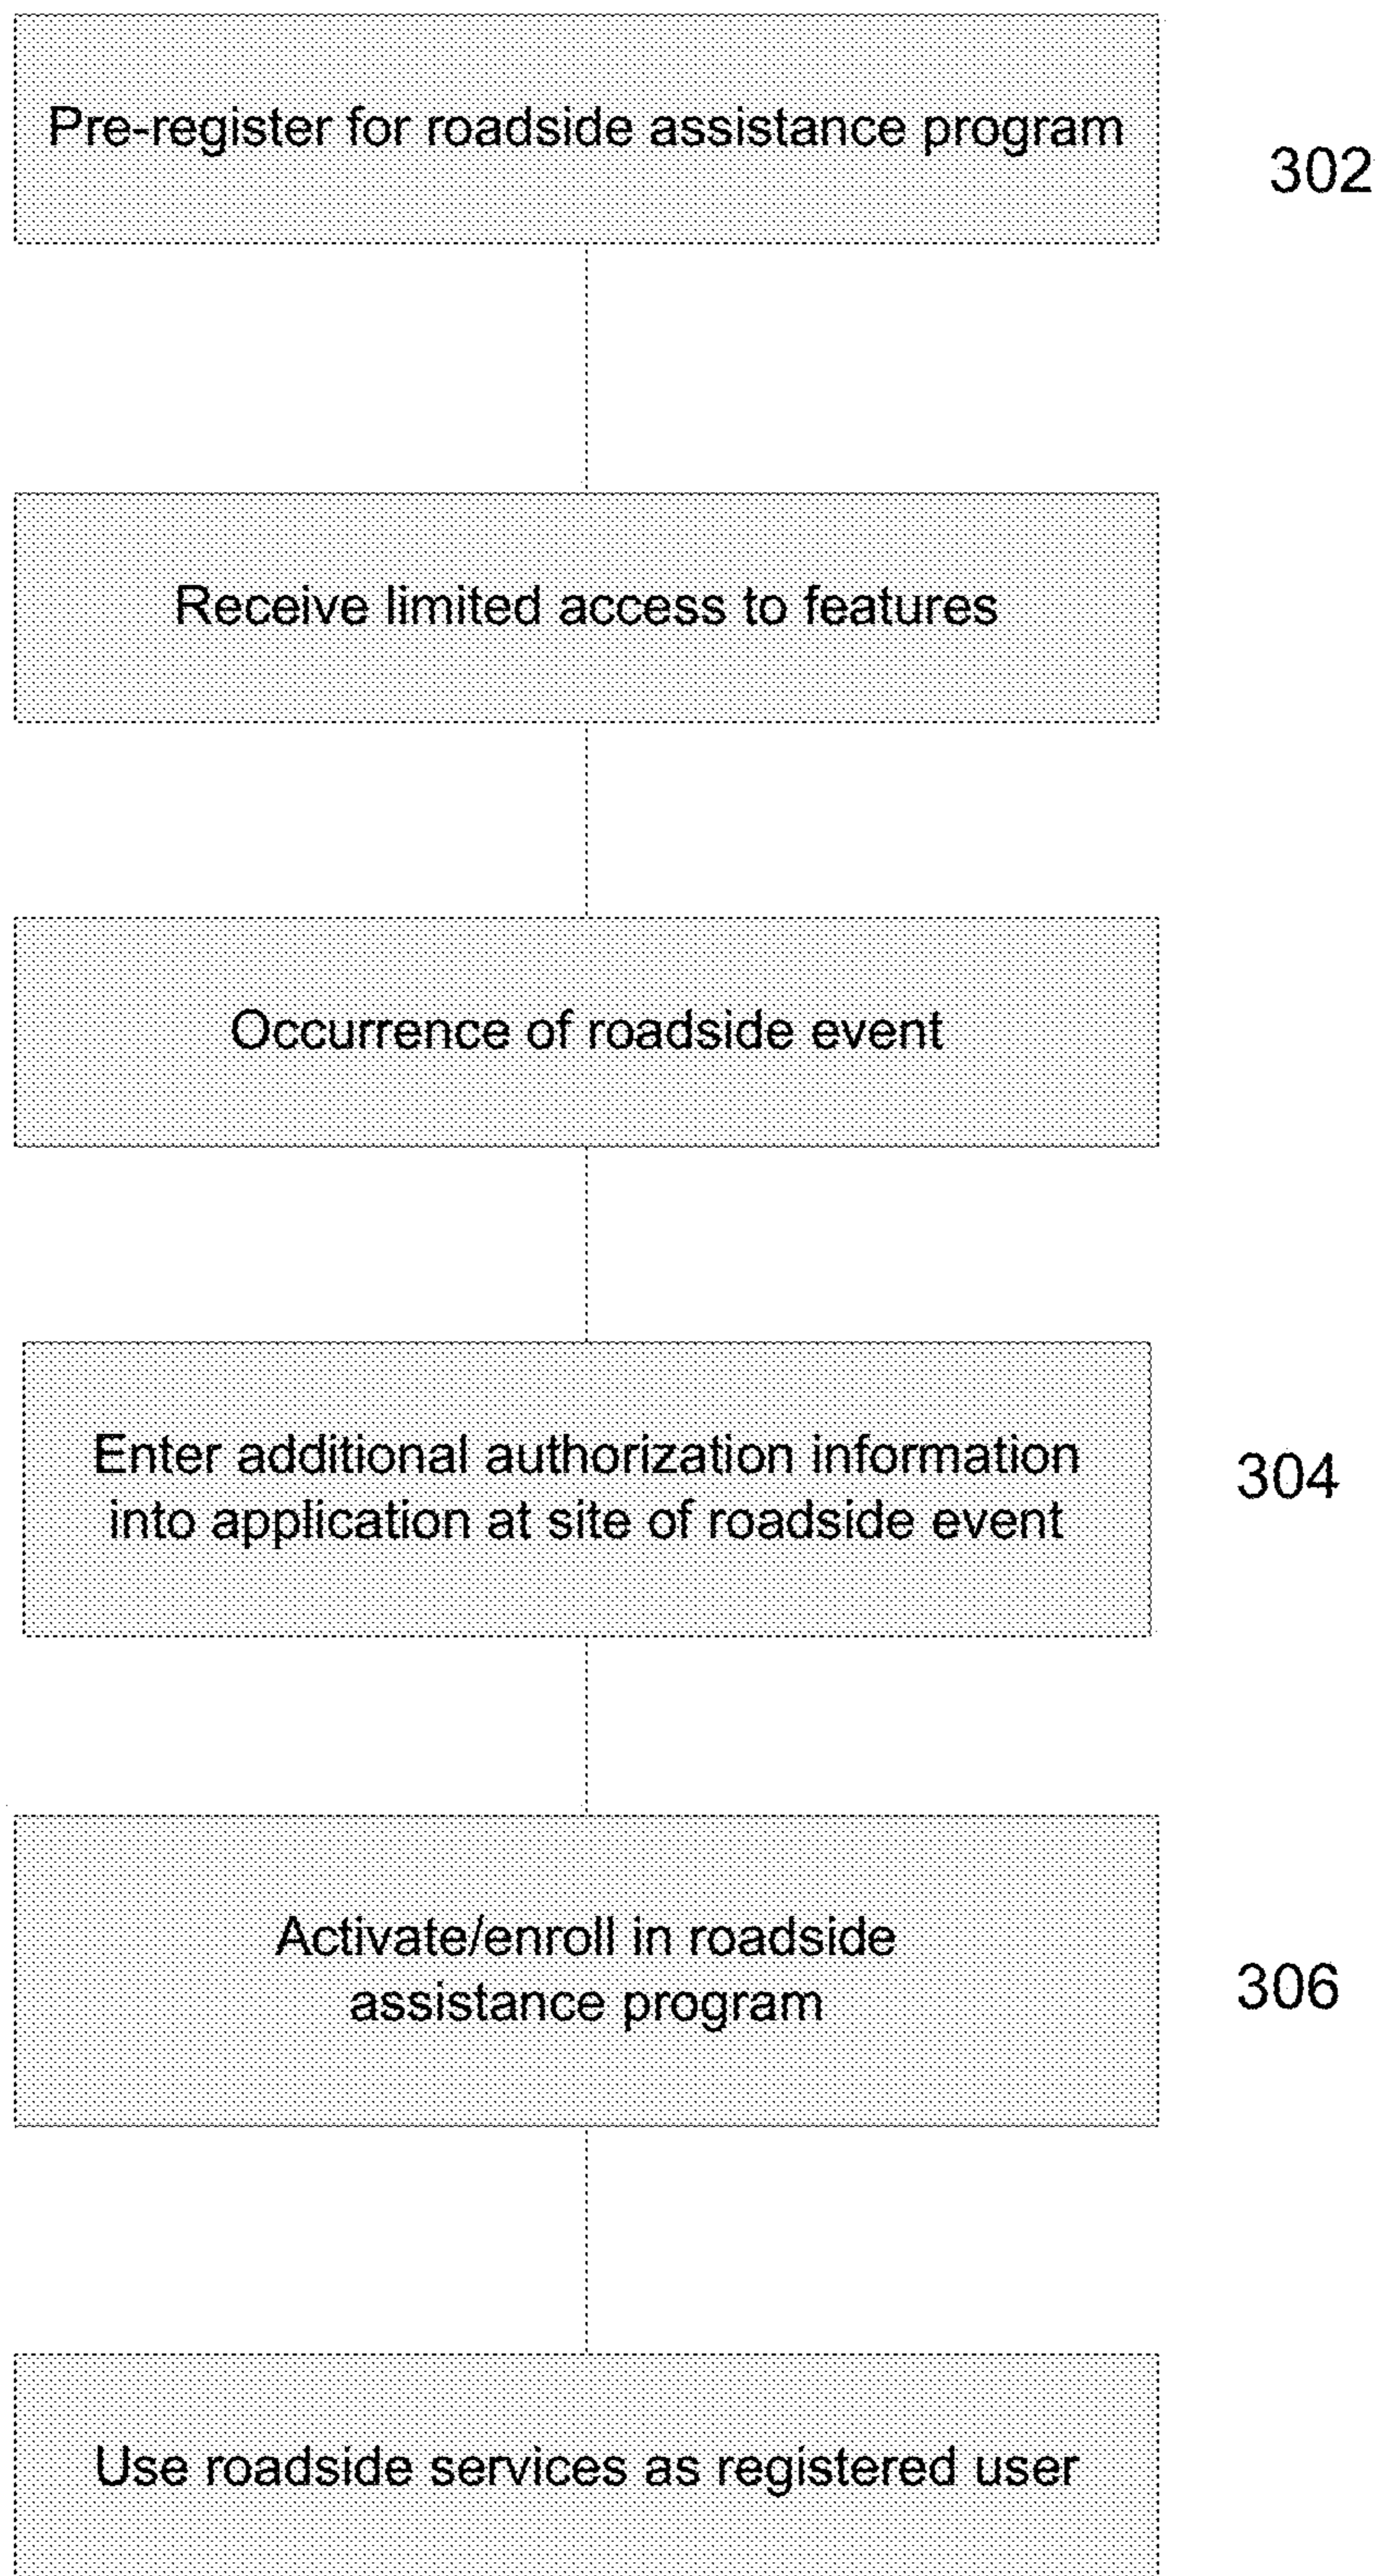 Pre-register for roadside assistance program
302
Receive limited access to features
Occurrence of roadside event
Enter additional authorization information
into application at site of roadside event
304
Activate/enroll in roadside
assistance program
306
Use roadside services as registered user